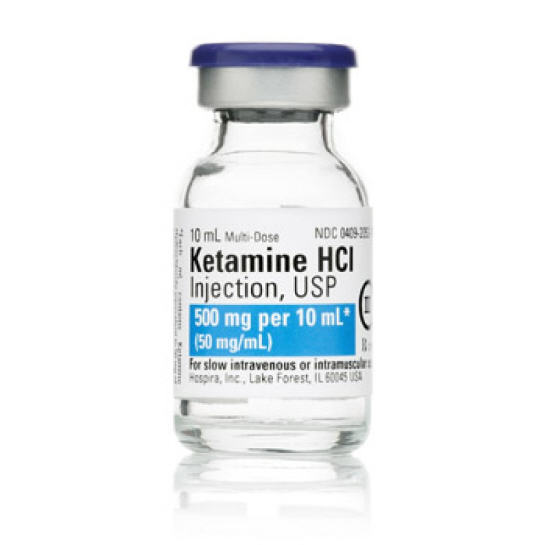 10 mL Multi-Dose NDC 0409-205
Ketamine HCl
Injection, USP
500 mg per 10 mL*
(50 mg/mL)
For slow intravenous or intramuscular
Hospira, Inc., Lake Forest, IL 60045 USA